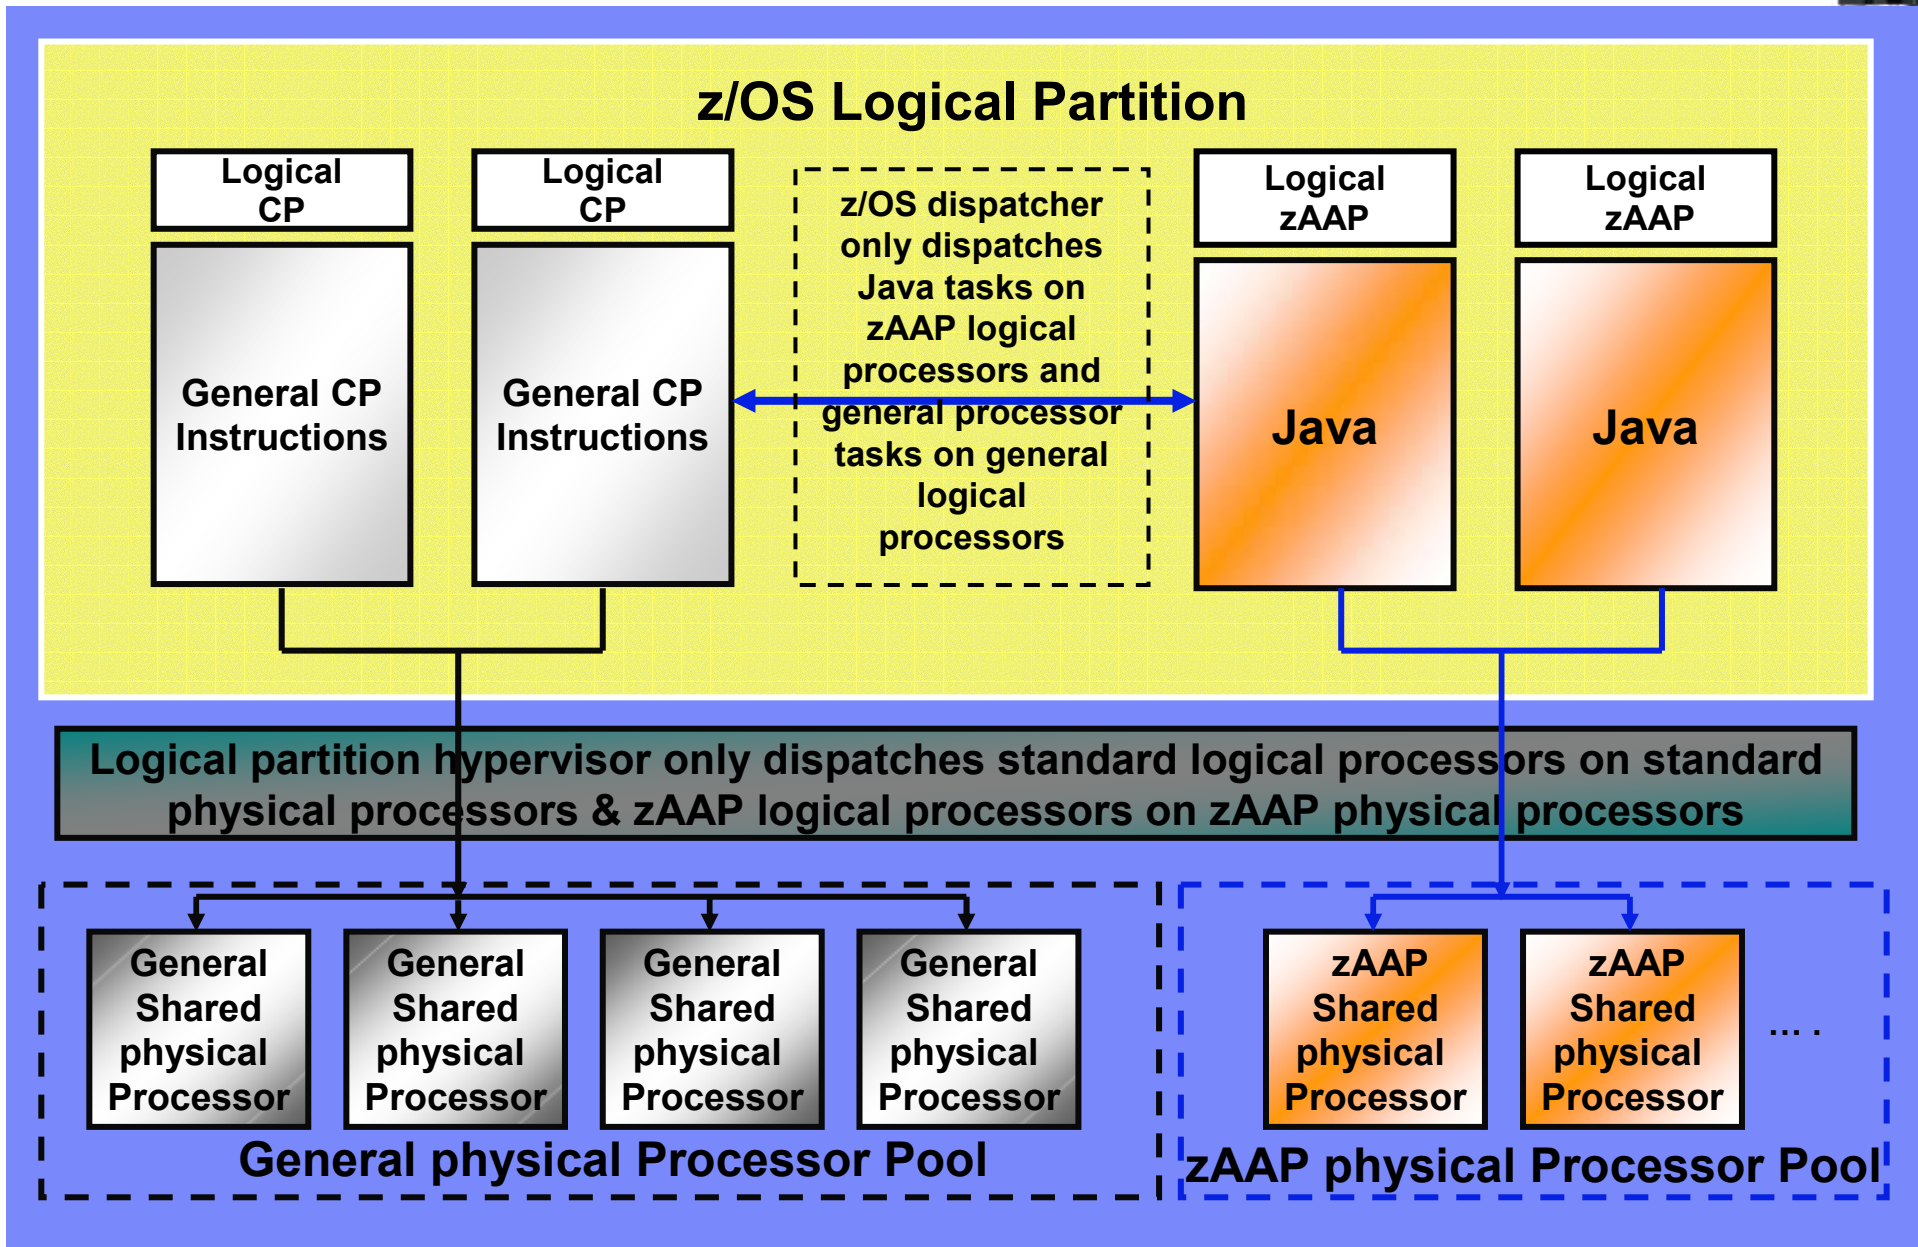 z/OS Logical Partition
Logical
CP
Logical
CP
General CP
Instructions
General CP
Instructions
z/OS dispatcher
only dispatches
Java tasks on
zAAP logical
processors and
general processor
tasks on general
logical
processors
Logical
zAAP
Logical
zAAP
Java
Java
Logical partition hypervisor only dispatches standard logical processors on standard
physical processors & zAAP logical processors on zAAP physical processors
General
Shared
physical
Processor
General
Shared
physical
Processor
General
Shared
physical
Processor
General
Shared
physical
Processor
General physical Processor Pool
zAAP
Shared
physical
Processor
zAAP
Shared
physical
Processor
... .
zAAP physical Processor Pool